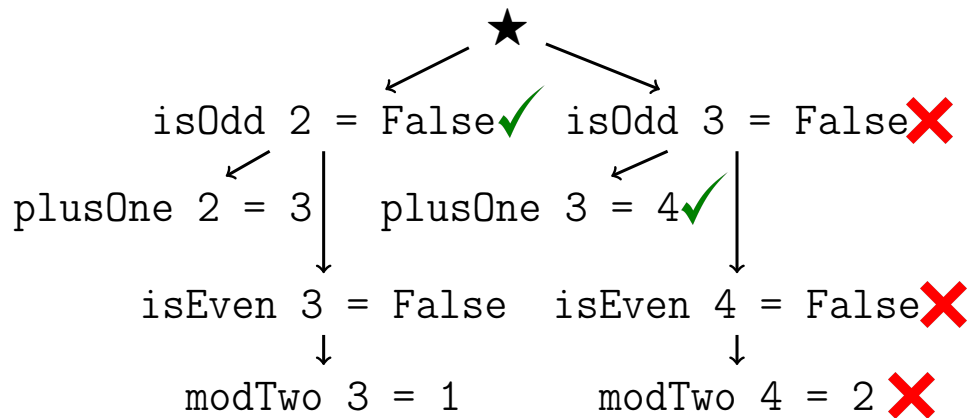 isOdd 2 = False✓ isOdd 3 = False❌
plusOne 2 = 3 plusOne 3 = 4✓
isEven 3 = False isEven 4 = False❌
modTwo 3 = 1 modTwo 4 = 2❌